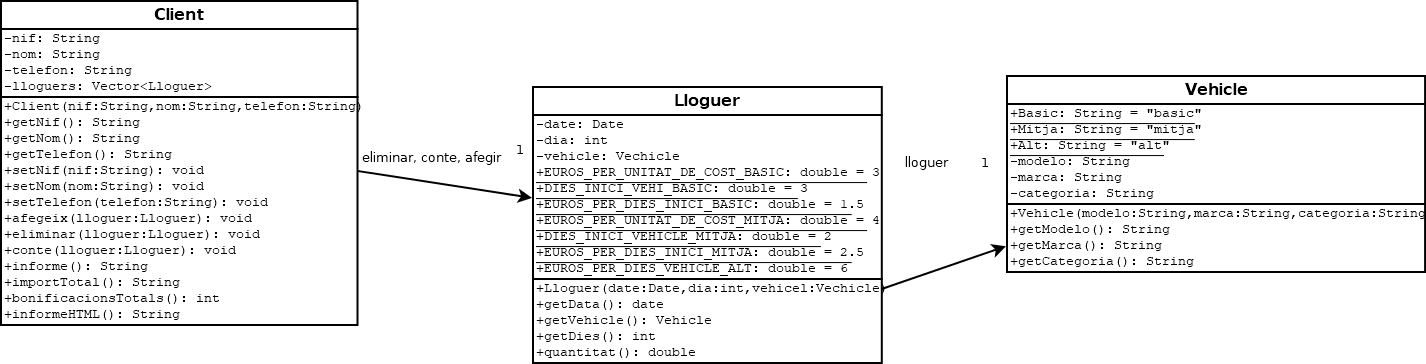 Client
-nif: String
-nom: String
-telefon: String
-lloguers: Vector<Lloguer>
+Client(nif:String,nom:String,telefon:String)
+getNif(): String
+getNom(): String
+getTelefon(): String
+setNif(nif:String): void
+setNom(nom:String): void
+setTelefon(telefon:String): void
+afegeix(lloguer:Lloguer): void
+eliminar(lloguer:Lloguer): void
+conte(lloguer:Lloguer): void
+informe(): String
+importTotal(): String
+bonificacionsTotals(): int
+informeHTML(): String
eliminar, conte, afegir
1
Lloguer
-date: Date
-dia: int
-vehicle: Vechicle
+EUROS_PER_UNITAT_DE_COST_BASIC: double = 3
+DIES_INICI_VEHI_BASIC: double = 3
+EUROS_PER_DIES_INICI_BASIC: double = 1.5
+EUROS_PER_UNITAT_DE_COST_MITJA: double = 4
+DIES_INICI_VEHICLE_MITJA: double = 2
+EUROS_PER_DIES_INICI_MITJA: double = 2.5
+EUROS_PER_DIES_VEHICLE_ALT: double = 6
+Lloguer(date:Date,dia:int,vehicel:Vechicle)
+getData(): date
+getVehicle(): Vehicle
+getDies(): int
+quantitat(): double
lloguer
1
Vehicle
+Basic: String = "basic"
+Mitja: String = "mitja"
+Alt: String = "alt"
-modelo: String
-marca: String
-categoria: String
+Vehicle(modelo:String,marca:String,categoria:String
+getModelo(): String
+getMarca(): String
+getCategoria(): String